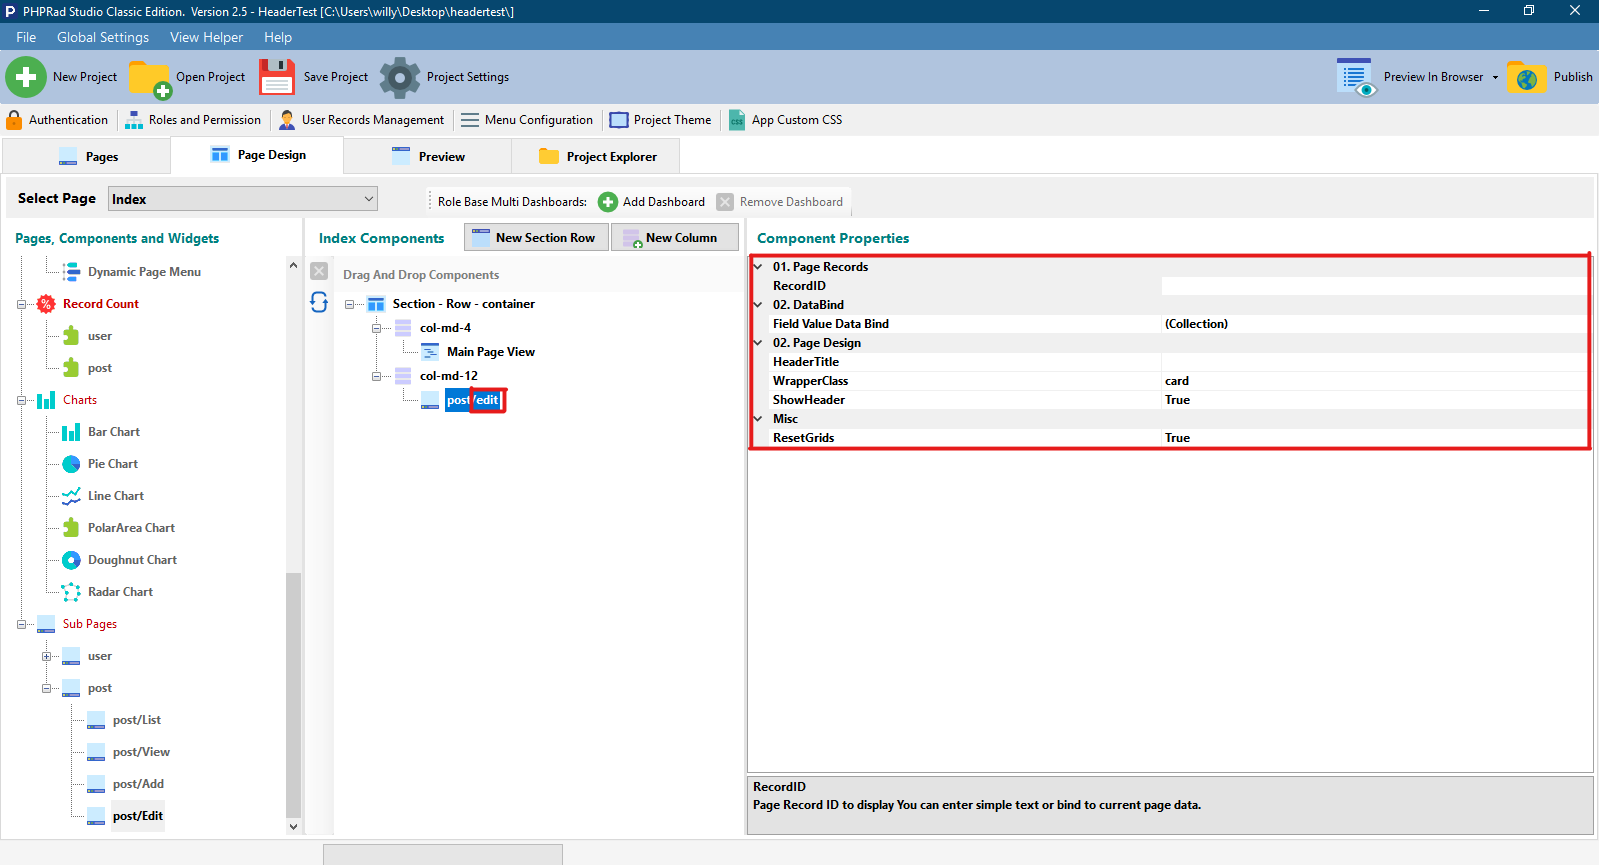 PHPRad Studio Classic Edition.  Version 2.5 - HeaderTest [C:\Users\willy\Desktop\headertest\]
File Global Settings View Helper Help
New Project Open Project Save Project Project Settings Preview In Browser Publish
Authentication Roles and Permission User Records Management Menu Configuration Project Theme App Custom CSS
Pages Page Design Preview Project Explorer
Select Page Index Role Base Multi Dashboards: Add Dashboard Remove Dashboard
Pages, Components and Widgets
Dynamic Page Menu
Record Count
user
post
Charts
Bar Chart
Pie Chart
Line Chart
PolarArea Chart
Doughnut Chart
Radar Chart
Sub Pages
user
post
post/List
post/View
post/Add
post/Edit
Index Components New Section Row New Column
Drag And Drop Components
Section - Row - container
col-md-4
Main Page View
col-md-12
post/edit
Component Properties
01. Page Records
RecordID
02. DataBind
Field Value Data Bind (Collection)
02. Page Design
HeaderTitle
WrapperClass card
ShowHeader True
Misc
ResetGrids True
RecordID
Page Record ID to display You can enter simple text or bind to current page data.